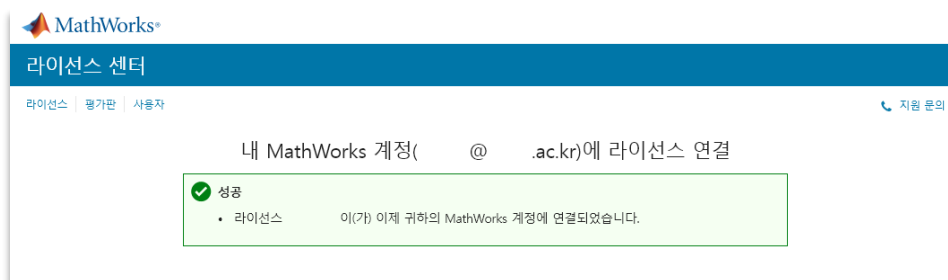 MathWorks®
라이선스 센터
라이선스 평가판 사용자 지원 문의
내 MathWorks 계정( @ .ac.kr)에 라이선스 연결
성공
• 라이선스 이(가) 이제 귀하의 MathWorks 계정에 연결되었습니다.